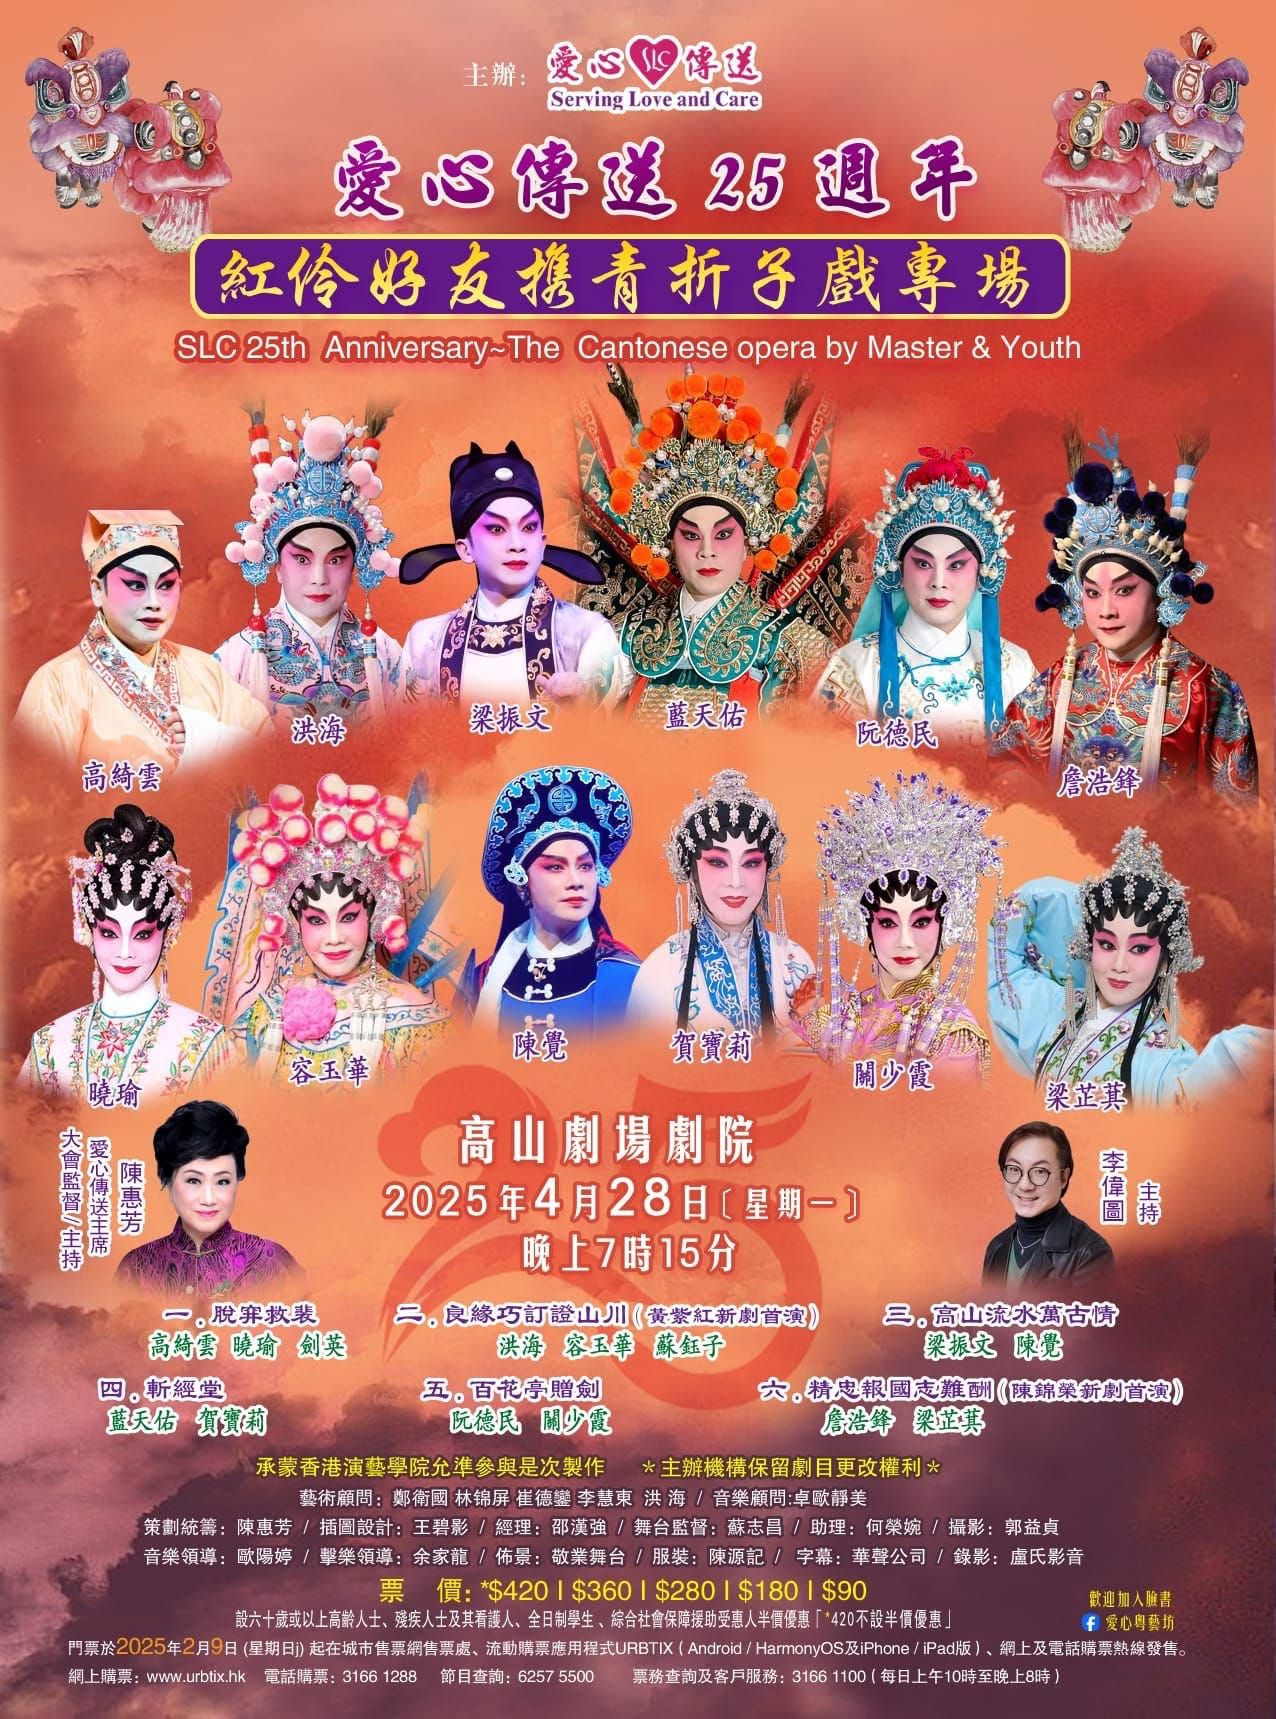 主辦：愛心 SLC 傳送
Serving Love and Care
愛心傳送 25 週年
紅伶好友携青折子戲專場
SLC 25th Anniversary~The Cantonese opera by Master & Youth
高綺雲
洪海
梁振文
藍天佑
阮德民
詹浩鋒
曉瑜
容玉華
陳覺
賀寶莉
關少霞
梁芷萁
陳惠芳
愛心傳送主席
大會監督/主持
高山劇場劇院
2025年4月28日〔星期一〕
晚上7時15分
李偉圖
主持
一．脫穽救裴
高綺雲 曉瑜 劍英
二．良緣巧訂證山川（黃紫紅新劇首演）
洪海 容玉華 蘇鈺子
三．高山流水萬古情
梁振文 陳覺
四．斬經堂
藍天佑 賀寶莉
五．百花亭贈劍
阮德民 關少霞
六．精忠報國志難酬（陳錦榮新劇首演）
詹浩鋒 梁芷萁
承蒙香港演藝學院允準參與是次製作 ＊主辦機構保留劇目更改權利＊
藝術顧問：鄭衛國 林锦屏 崔德鑾 李慧東 洪 海 / 音樂顧問:卓歐靜美
策劃統籌：陳惠芳 / 插圖設計：王碧影 / 經理：邵漢強 / 舞台監督：蘇志昌 / 助理：何榮婉 / 攝影：郭益貞
音樂領導：歐陽婷 / 擊樂領導：余家龍 / 佈景：敬業舞台 / 服裝：陳源記 / 字幕：華聲公司 / 錄影：盧氏影音
票 價：*$420 I $360 I $280 I $180 I $90
設六十歲或以上高齡人士、殘疾人士及其看護人、全日制學生、綜合社會保障援助受惠人半價優惠「*420不設半價優惠」
歡迎加入臉書
愛心粵藝坊
門票於2025年2月9日 (星期日j) 起在城市售票網售票處、流動購票應用程式URBTIX（Android / HarmonyOS及iPhone / iPad版）、網上及電話購票熱線發售。
網上購票：www.urbtix.hk 電話購票：3166 1288 節目查詢：6257 5500 票務查詢及客戶服務：3166 1100（每日上午10時至晚上8時）